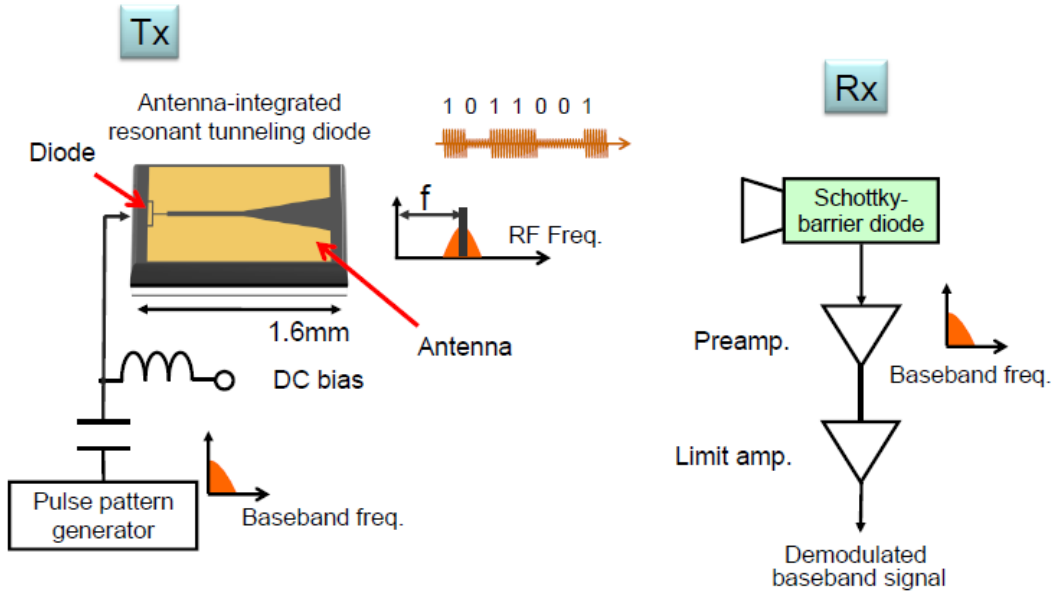 Tx
Antenna-integrated
resonant tunneling diode
Diode
1 0 1 1 0 0 1
f
RF Freq.
1.6mm
Antenna
DC bias
Pulse pattern
generator
Baseband freq.
Rx
Schottky-
barrier diode
Preamp.
Baseband freq.
Limit amp.
Demodulated
baseband signal